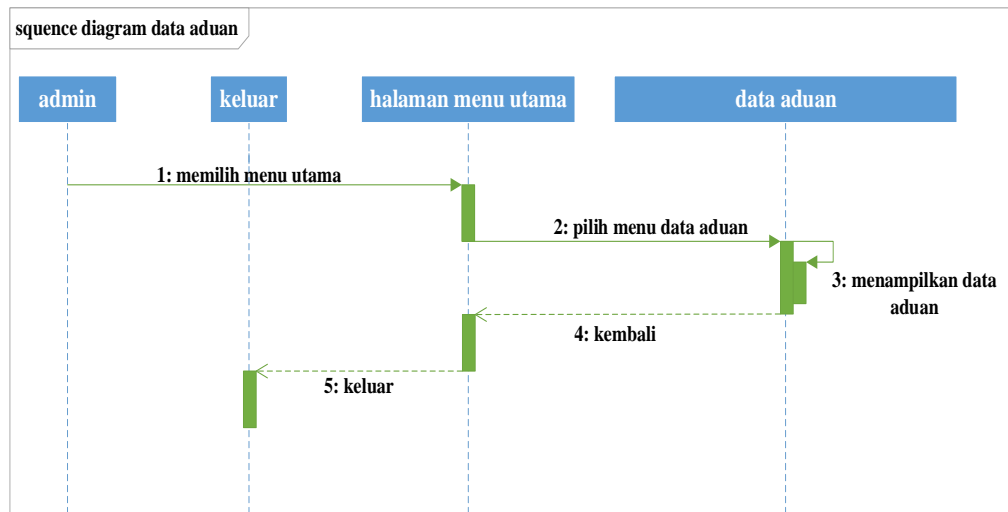 squence diagram data aduan
admin
keluar
halaman menu utama
data aduan
1: memilih menu utama
2: pilih menu data aduan
3: menampilkan data
aduan
4: kembali
5: keluar